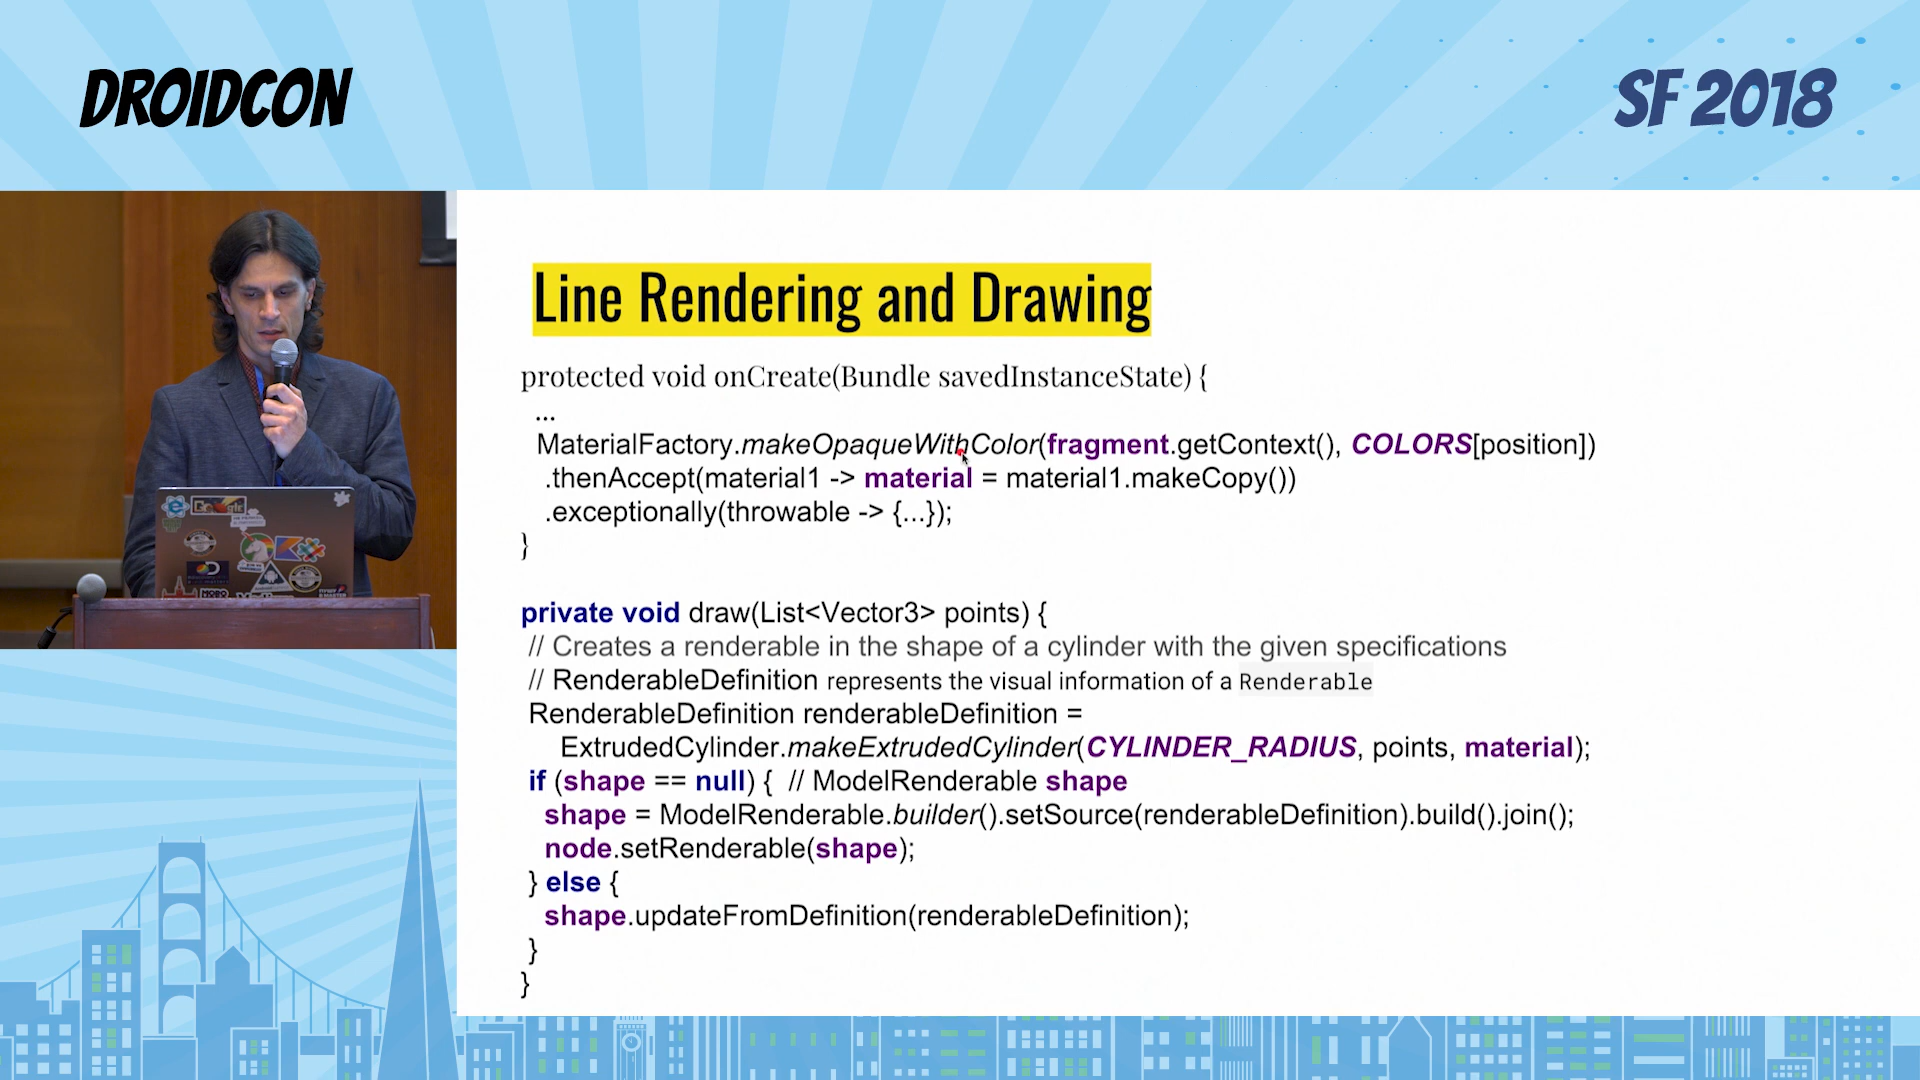 DROIDCON
SF 2018
Line Rendering and Drawing
protected void onCreate(Bundle savedInstanceState) {
...
MaterialFactory.makeOpaqueWithColor(fragment.getContext(), COLORS[position])
.thenAccept(material1 -> material = material1.makeCopy())
.exceptionally(throwable -> {...});
}
private void draw(List<Vector3> points) {
// Creates a renderable in the shape of a cylinder with the given specifications
// RenderableDefinition represents the visual information of a Renderable
RenderableDefinition renderableDefinition =
ExtrudedCylinder.makeExtrudedCylinder(CYLINDER_RADIUS, points, material);
if (shape == null) { // ModelRenderable shape
shape = ModelRenderable.builder().setSource(renderableDefinition).build().join();
node.setRenderable(shape);
} else {
shape.updateFromDefinition(renderableDefinition);
}
}
Google